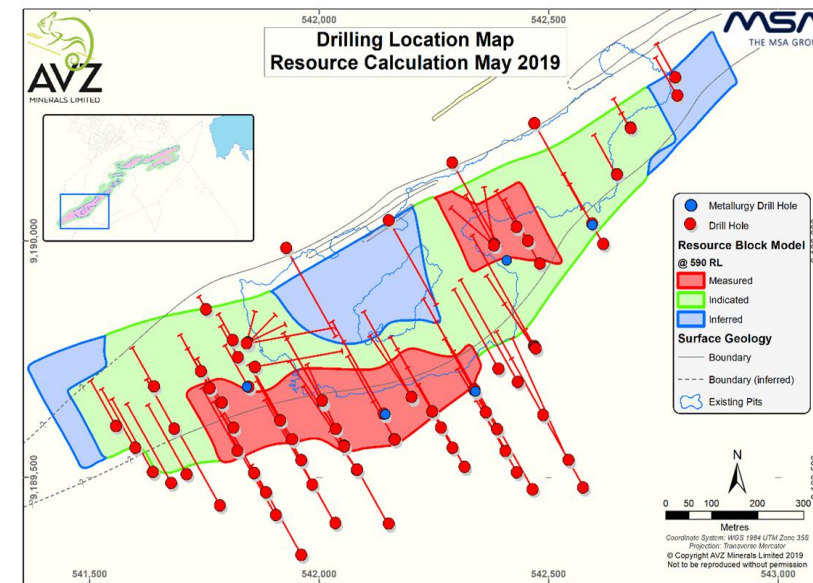 AVZ
MINERALS LIMITED
542,000
542,500
Drilling Location Map
Resource Calculation May 2019
MSA
THE MSA GROU
9,190,000
Metallurgy Drill Hole
Drill Hole
Resource Block Model
@ 590 RL
Measured
Indicated
Inferred
Surface Geology
Boundary
Boundary (inferred)
Existing Pits
9,189,500
N
0 50 100 200 300
Metres
Coordinate System: WGS 1984 UTM Zone 35S
Projection: Transverse Mercator
© Copyright AVZ Minerals Limited 2019
Not to be reproduced without permission
541,500
542,000
542,500
543,000